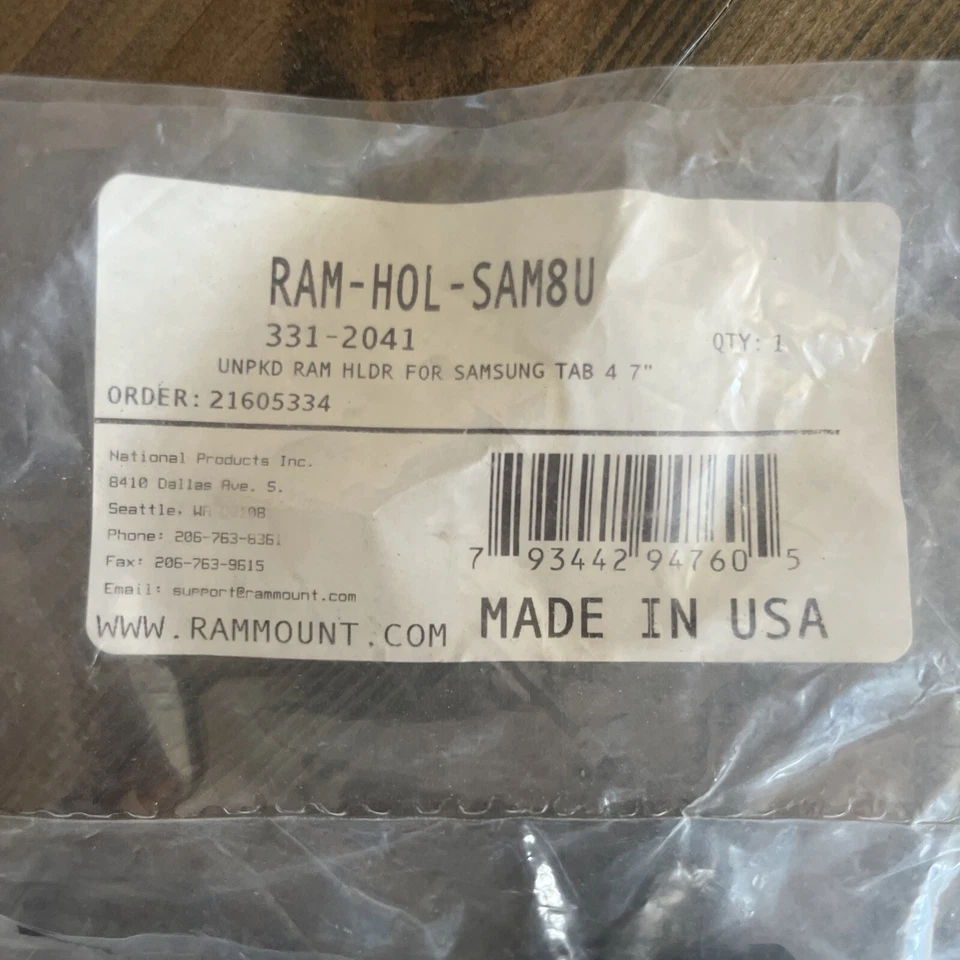 RAM-HOL-SAM8U
331-2041
QTY: 1
UNPKD RAM HLDR FOR SAMSUNG TAB 4 7"
ORDER: 21605334
National Products Inc.
8410 Dallas Ave. S.
Seattle, WA
Phone: 206-763-8361
Fax: 206-763-9615
Email: support@rammount.com
WWW.RAMMOUNT.COM
7 93442 94760 5
MADE IN USA